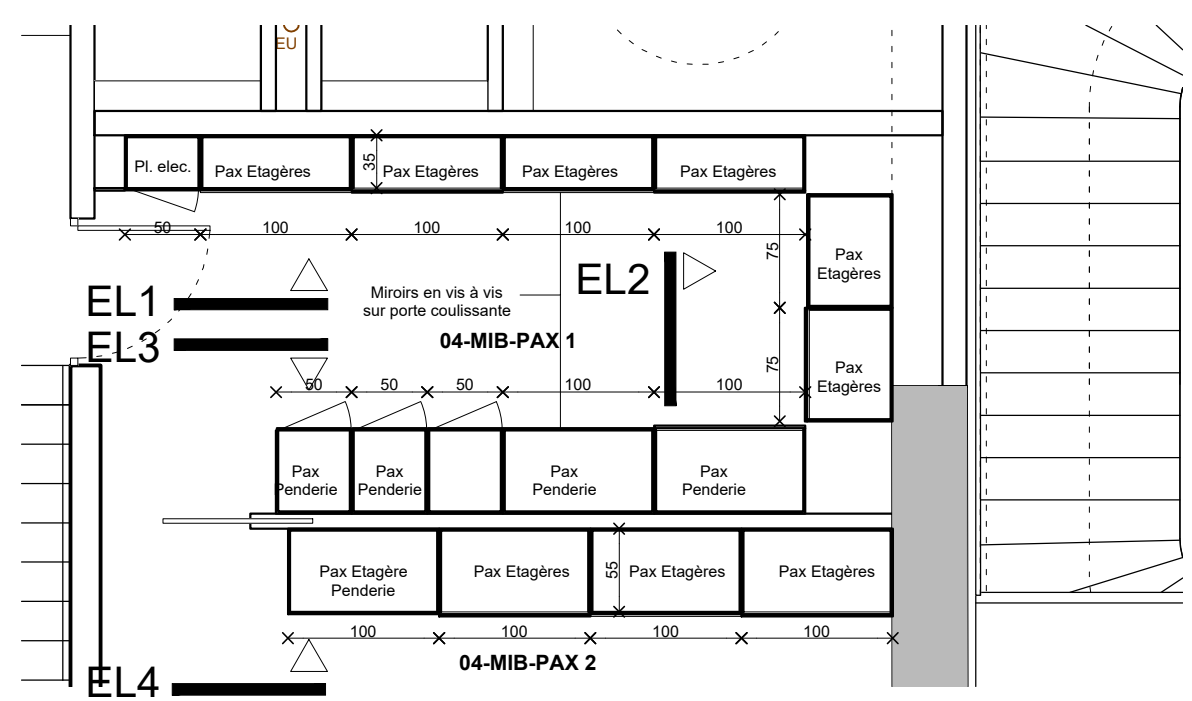 EU
Pl. elec.
Pax Etagères
35
Pax Etagères
Pax Etagères
Pax Etagères
50
100
100
100
100
75
Pax
Etagères
EL2
EL1
Miroirs en vis à vis
sur porte coulissante
04-MIB-PAX 1
EL3
75
Pax
Etagères
50
50
50
100
100
Pax
Penderie
Pax
Penderie
Pax
Penderie
Pax
Penderie
Pax Etagère
Penderie
Pax Etagères
55
Pax Etagères
Pax Etagères
100
100
100
100
04-MIB-PAX 2
EL4